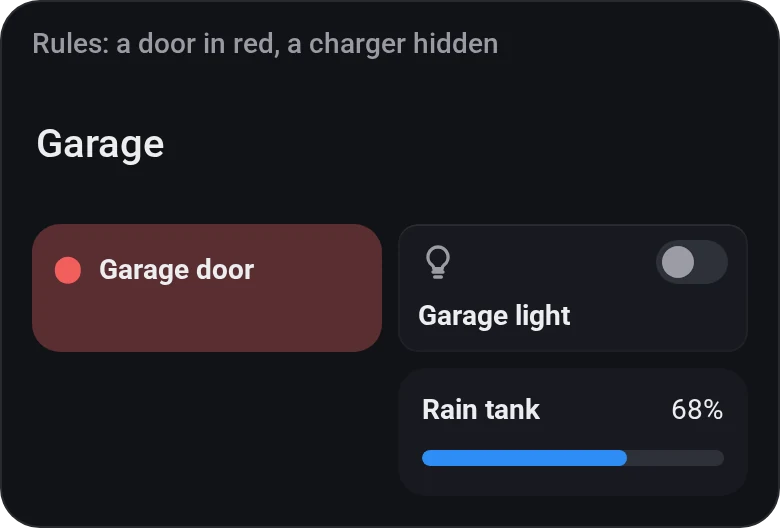 Rules: a door in red, a charger hidden
Garage
Garage door
Garage light
Rain tank 68%